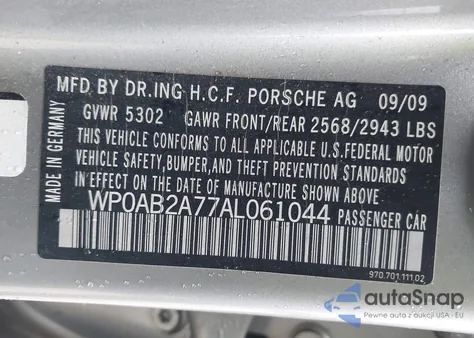 MFD BY DR.ING H.C.F. PORSCHE AG 09/09
GVWR 5302 GAWR FRONT/REAR 2568/2943 LBS
THIS VEHICLE CONFORMS TO ALL APPLICABLE U.S.FEDERAL MOTOR
VEHICLE SAFETY,BUMPER,AND THEFT PREVENTION STANDARDS
IN EFFECT ON THE DATE OF MANUFACTURE SHOWN ABOVE.
WP0AB2A77AL061044 PASSENGER CAR
MADE IN GERMANY
970.701.111.02
autoSnap
Pewne auta z USA - EU